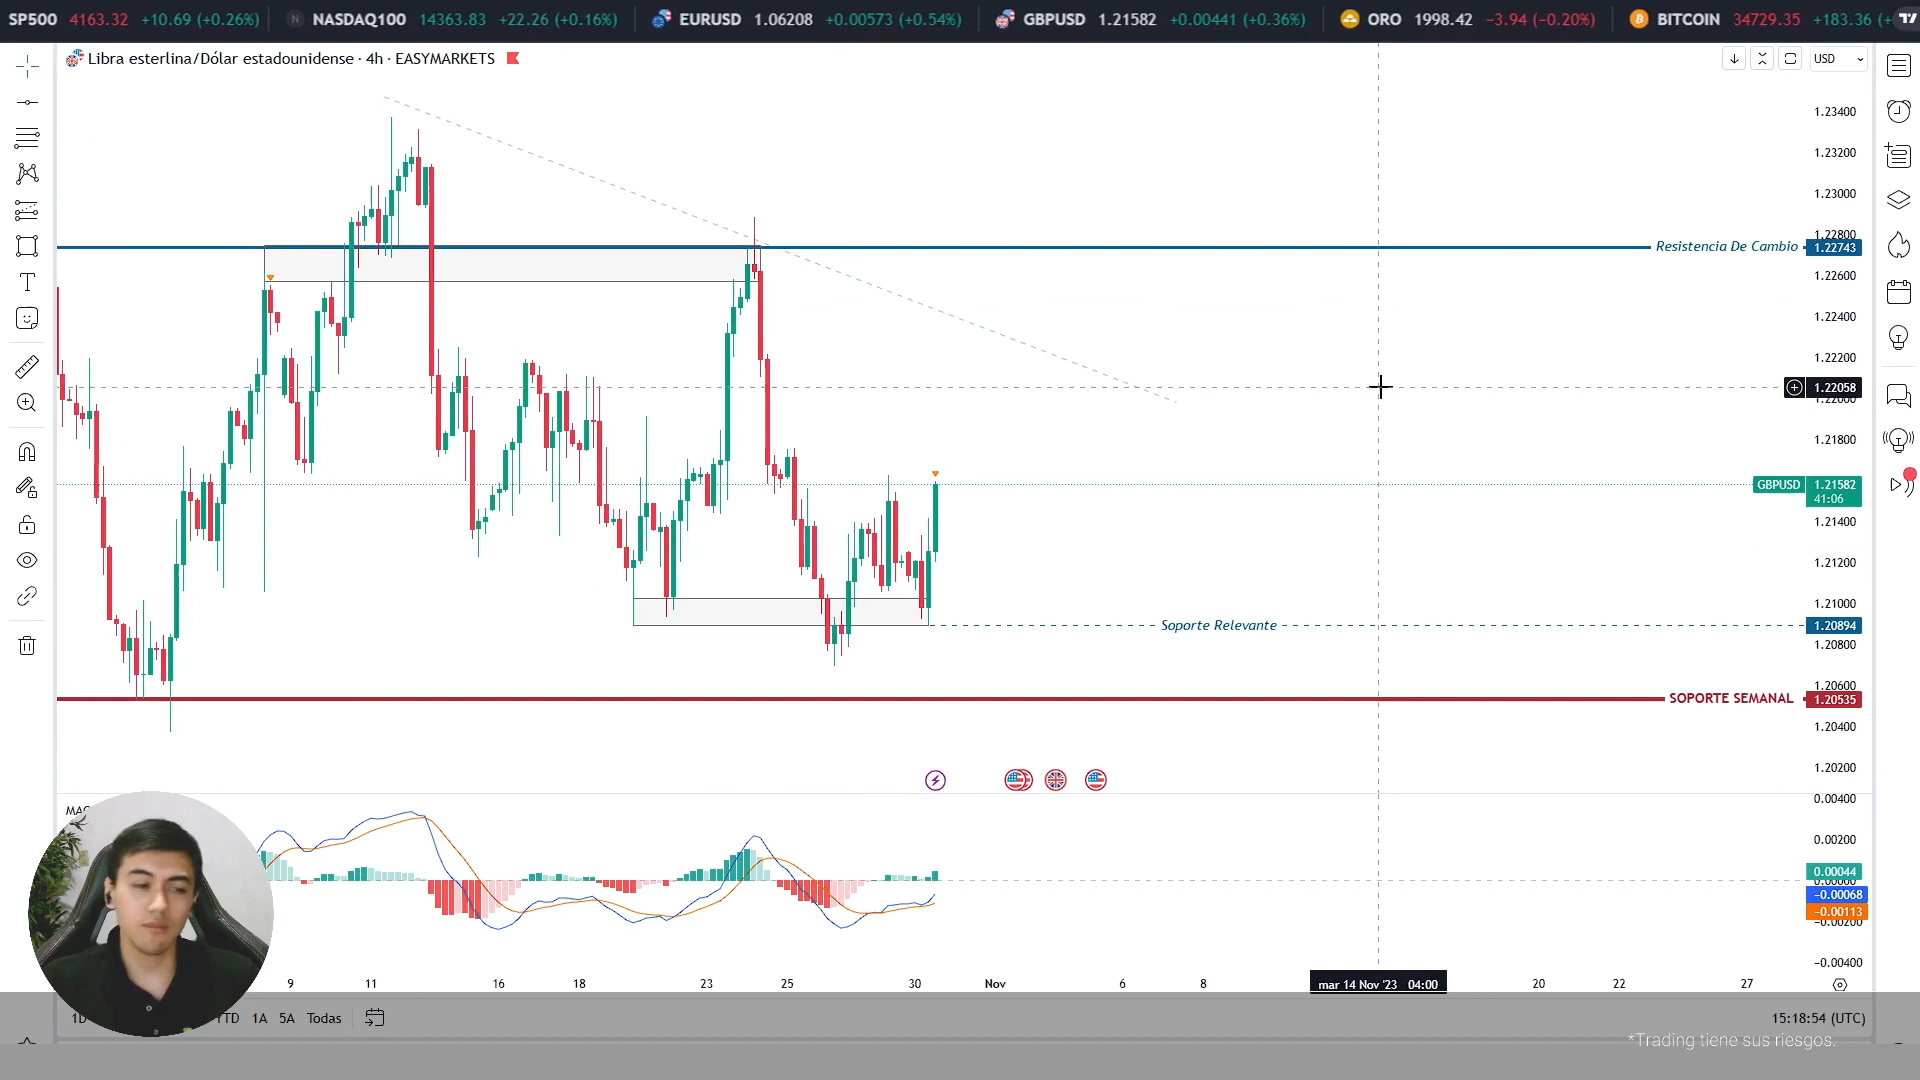 SP500 4163.32 +10.69 (+0.26%) N NASDAQ100 14363.83 +22.26 (+0.16%) EURUSD 1.06208 +0.00573 (+0.54%) GBPUSD 1.21582 +0.00441 (+0.36%) ORO 1998.42 −3.94 (−0.20%) BITCOIN 34729.35 +183.36 (+
Libra esterlina/Dólar estadounidense · 4h · EASYMARKETS
USD
1.23400
1.23200
1.23000
1.22800
Resistencia De Cambio 1.22743
1.22600
1.22400
1.22200
1.22058
1.22000
1.21800
GBPUSD 1.21582
41:06
1.21400
1.21200
1.21000
Soporte Relevante 1.20894
1.20800
1.20600
SOPORTE SEMANAL 1.20535
1.20400
1.20200
0.00400
0.00200
0.00044
0.00000
−0.00068
−0.00113
−0.00200
−0.00400
9 11 16 18 23 25 30 Nov 6 8 mar 14 Nov '23 04:00 20 22 27
YTD 1A 5A Todas 15:18:54 (UTC)
*Trading tiene sus riesgos.